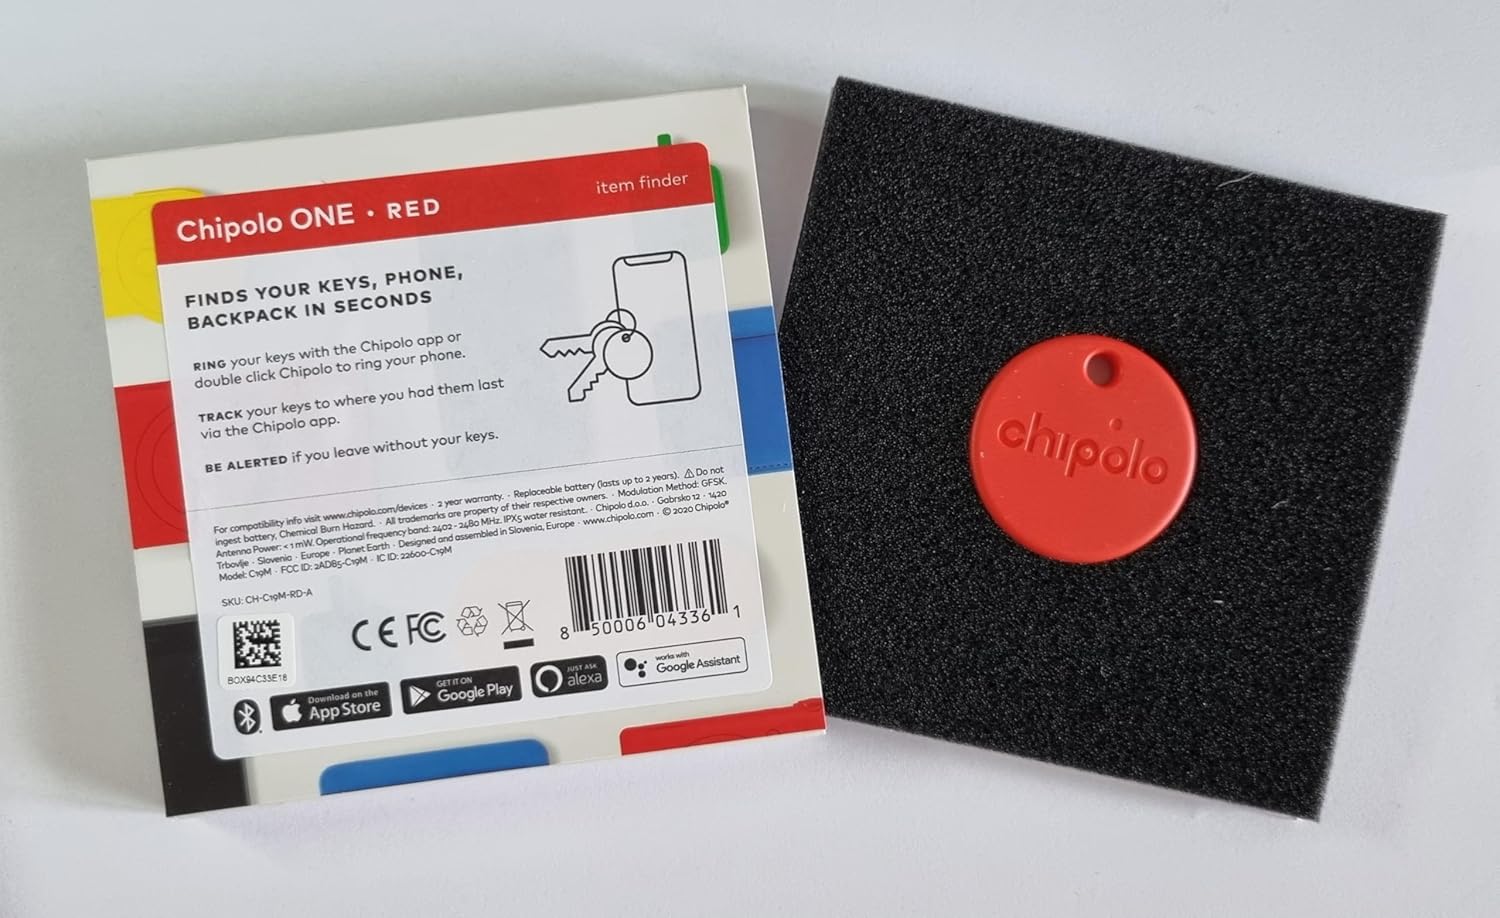 Chipolo ONE · RED
item finder
FINDS YOUR KEYS, PHONE,
BACKPACK IN SECONDS
RING your keys with the Chipolo app or
double click Chipolo to ring your phone.
TRACK your keys to where you had them last
via the Chipolo app.
BE ALERTED if you leave without your keys.
For compatibility info visit www.chipolo.com/devices · 2 year warranty. · Replaceable battery (lasts up to 2 years). ⚠ Do not
ingest battery, Chemical Burn Hazard. · All trademarks are property of their respective owners. · Modulation Method: GFSK.
Antenna Power: < 1 mW. Operational frequency band: 2402 - 2480 MHz. IPX5 water resistant. · Chipolo d.o.o. · Gabrsko 12 · 1420
Trbovlje · Slovenia · Europe · Planet Earth · Designed and assembled in Slovenia, Europe · www.chipolo.com · © 2020 Chipolo®
Model: C19M · FCC ID: 2AD85-C19M · IC ID: 22600-C19M
SKU: CH-C19M-RD-A
BOX94C33E18
CE FC
8 50006 04336 1
Download on the
App Store
GET IT ON
Google Play
JUST ASK
alexa
works with
Google Assistant
chipolo